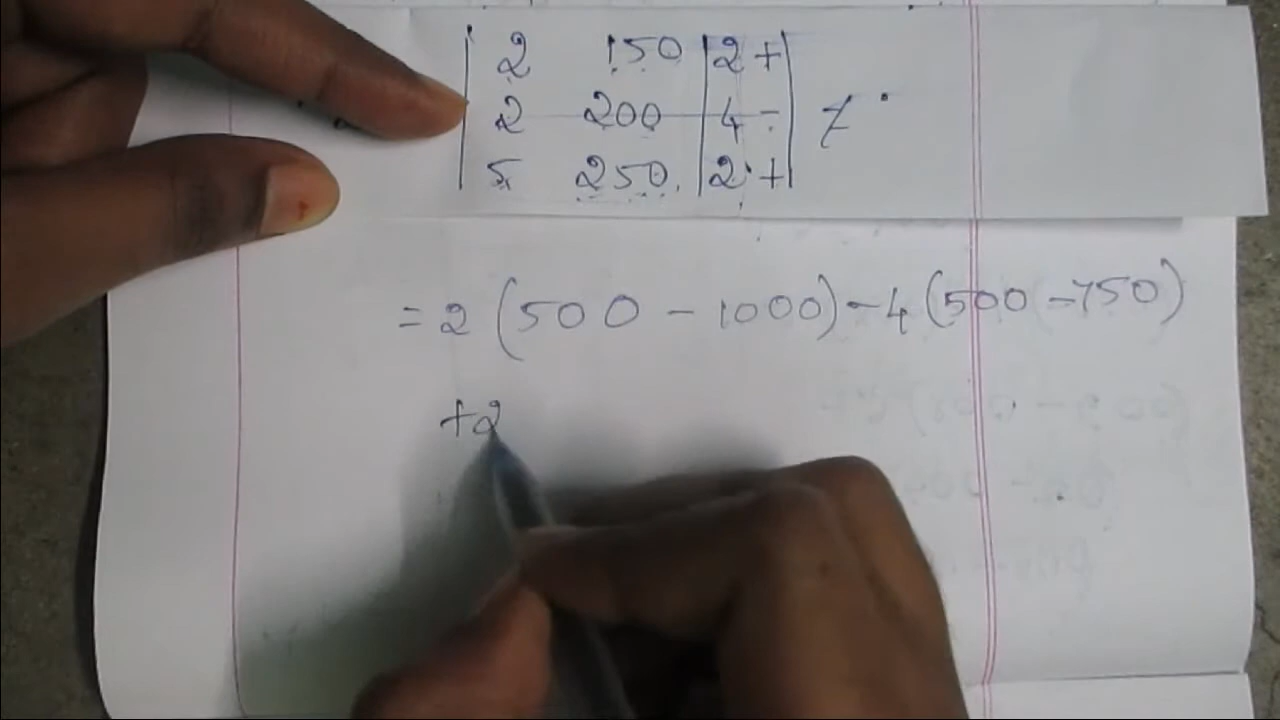 | 2 150 | 2 + |
| 2 200 | 4 - |
| 5 250 | 2 + |
= 2 (500 - 1000) - 4 (500 - 750)
+ 2